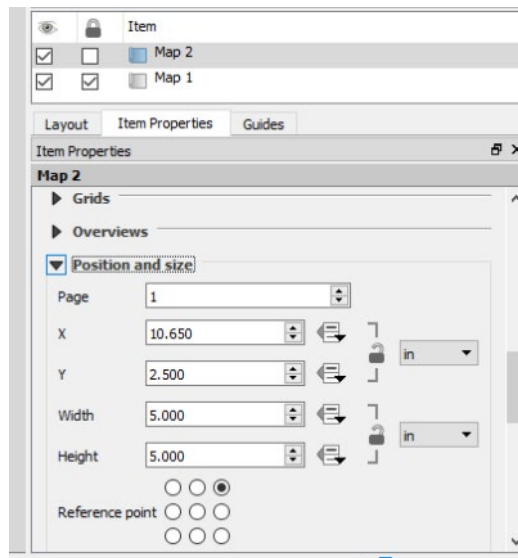 Item
Map 2
Map 1
Layout Item Properties Guides
Item Properties
Map 2
Grids
Overviews
Position and size
Page 1
X 10.650
in
Y 2.500
Width 5.000
in
Height 5.000
Reference point